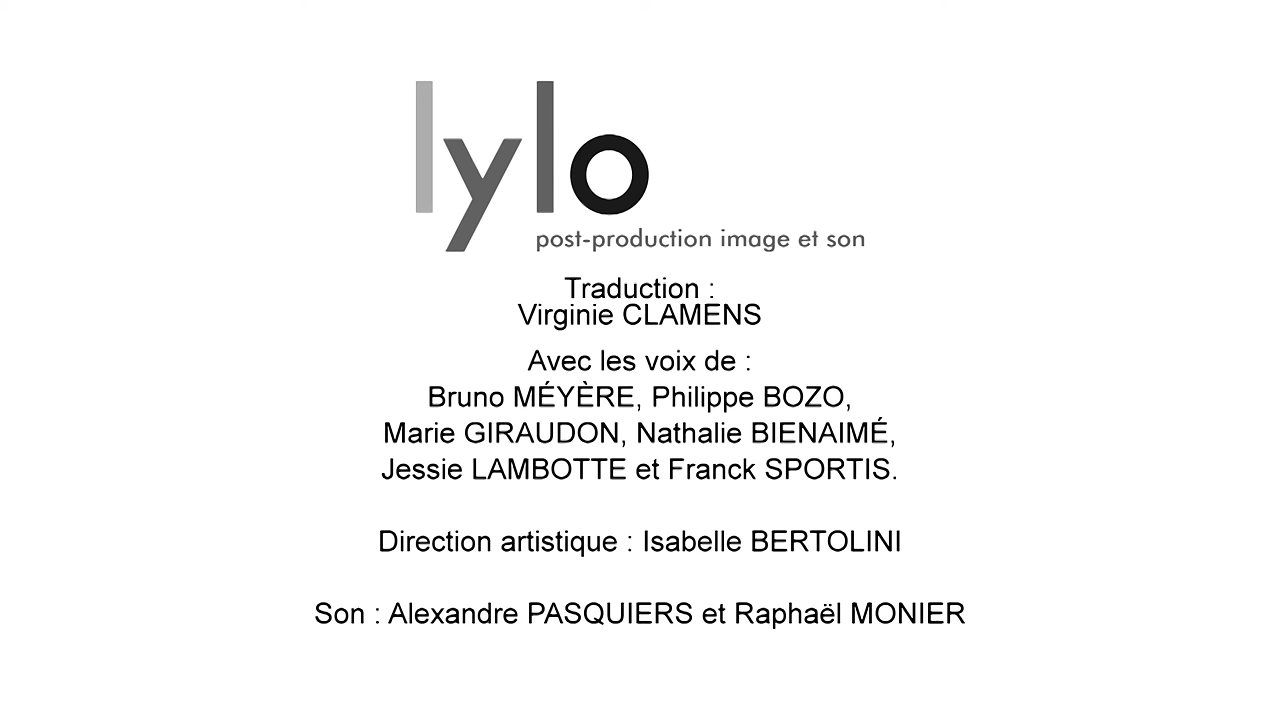 lylo
post-production image et son
Traduction :
Virginie CLAMENS
Avec les voix de :
Bruno MÉYÈRE, Philippe BOZO,
Marie GIRAUDON, Nathalie BIENAIMÉ,
Jessie LAMBOTTE et Franck SPORTIS.
Direction artistique : Isabelle BERTOLINI
Son : Alexandre PASQUIERS et Raphaël MONIER